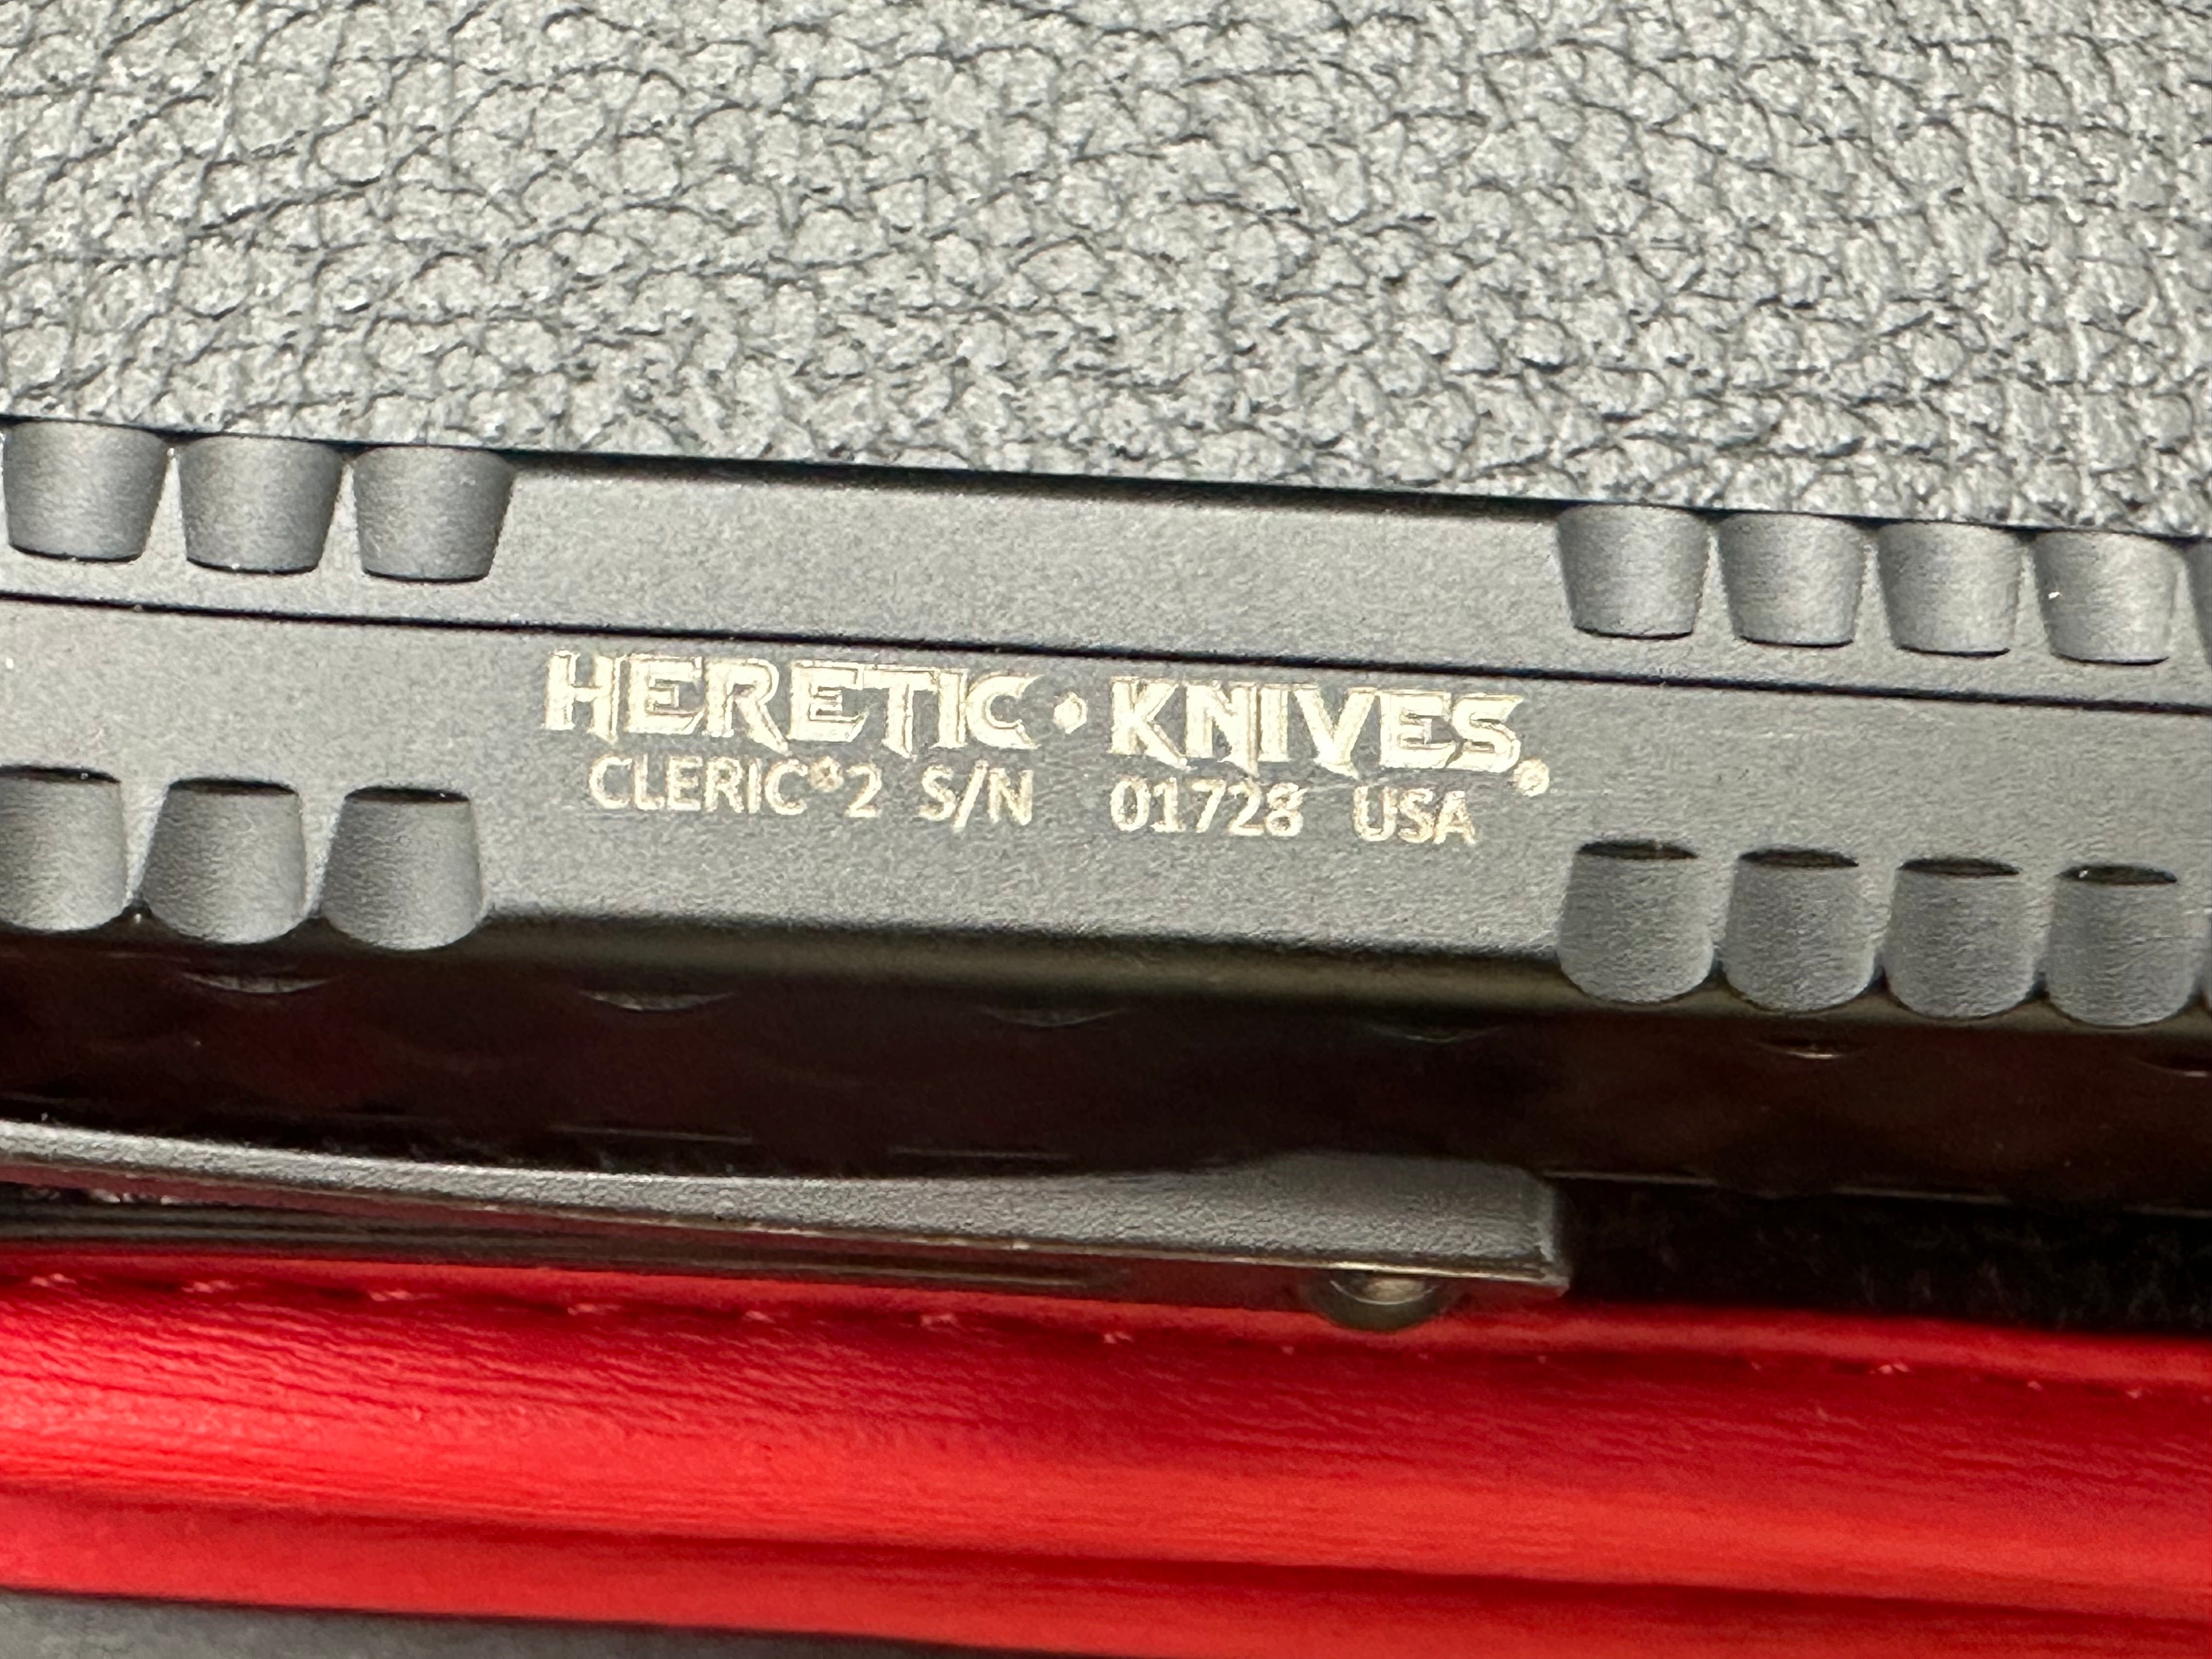 HERETIC • KNIVES®
CLERIC® 2 S/N 01728 USA